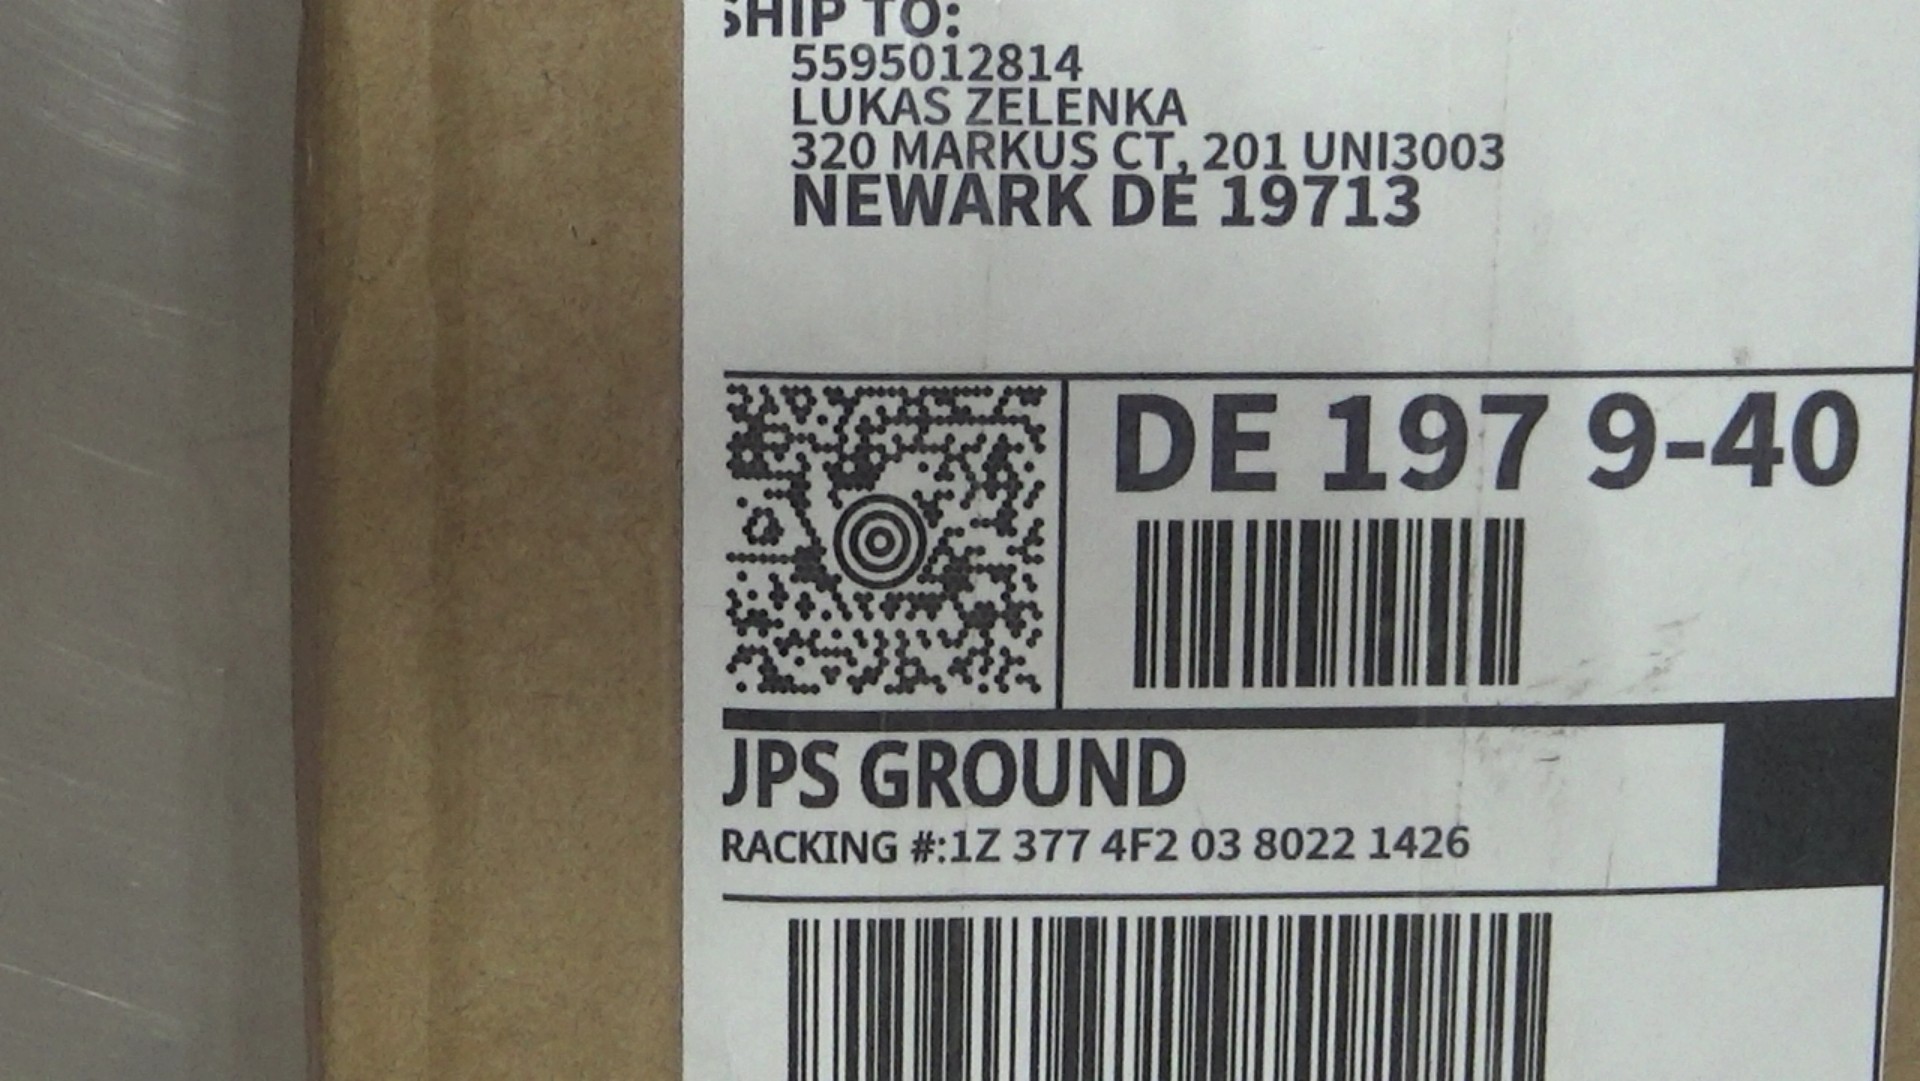 SHIP TO:
5595012814
LUKAS ZELENKA
320 MARKUS CT, 201 UNI3003
NEWARK DE 19713
DE 197 9-40
JPS GROUND
RACKING #:1Z 377 4F2 03 8022 1426